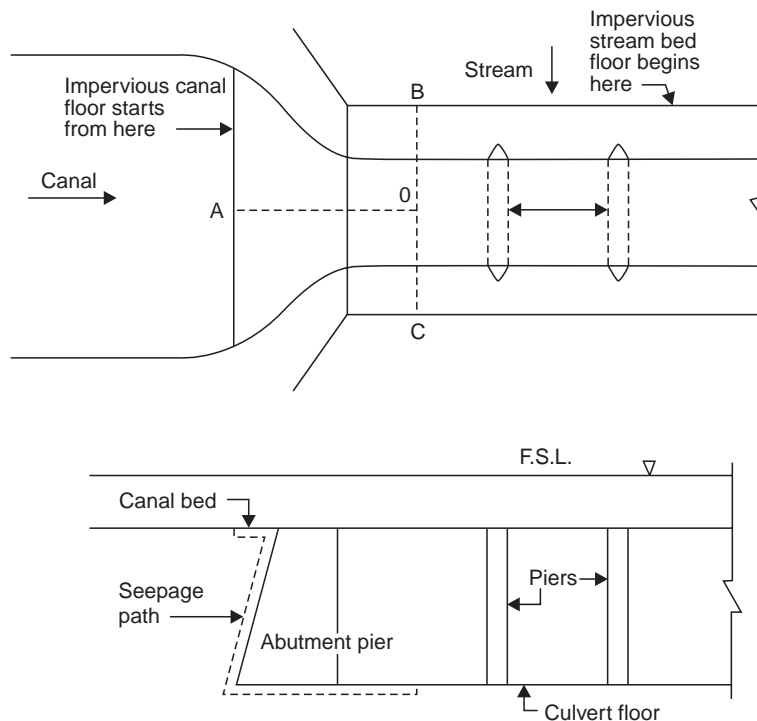 Impervious
stream bed
floor begins
here
Stream
B
Impervious canal
floor starts
from here
Canal
A
0
C
F.S.L.
Canal bed
Seepage
path
Piers
Abutment pier
Culvert floor